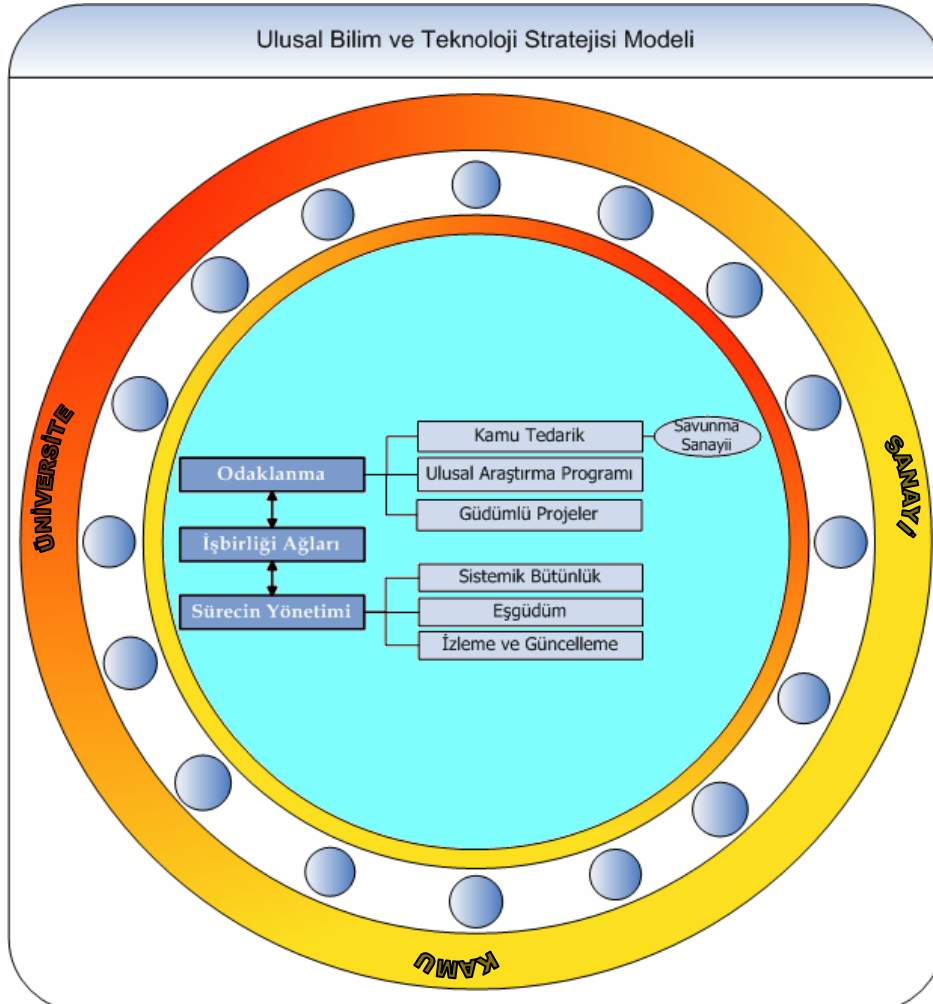 Ulusal Bilim ve Teknoloji Stratejisi Modeli
ÜNİVERSİTE
SANAYİ
KAMU
Odaklanma
İşbirliği Ağları
Sürecin Yönetimi
Kamu Tedarik
Savunma
Sanayii
Ulusal Araştırma Programı
Güdümlü Projeler
Sistemik Bütünlük
Eşgüdüm
İzleme ve Güncelleme